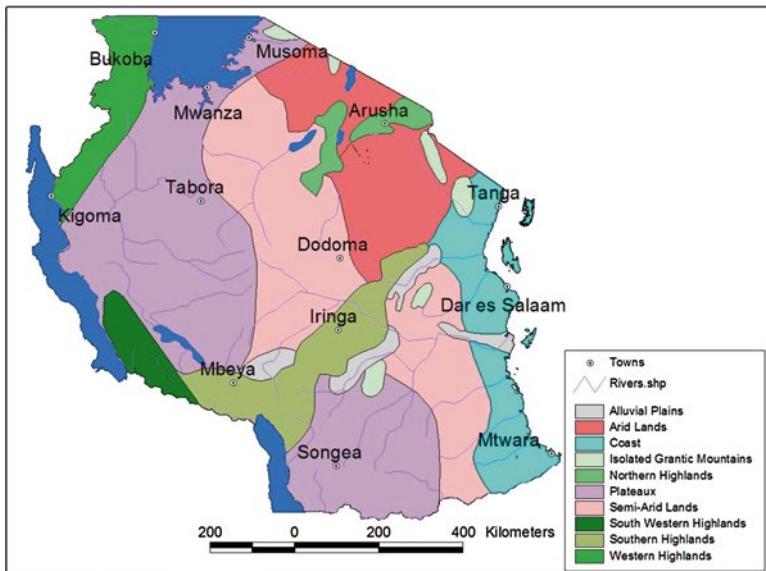 Bukoba
Musoma
Mwanza
Arusha
Tabora
Tanga
Kigoma
Dodoma
Dar es Salaam
Iringa
Mbeya
Mtwara
Songea
200 0 200 400 Kilometers
Towns
Rivers.shp
Alluvial Plains
Arid Lands
Coast
Isolated Grantic Mountains
Northern Highlands
Plateaux
Semi-Arid Lands
South Western Highlands
Southern Highlands
Western Highlands